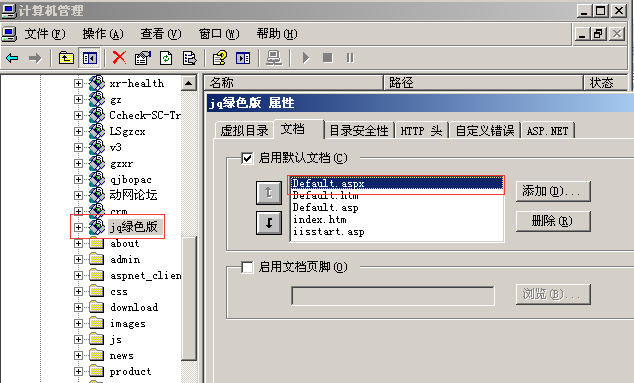 计算机管理
文件(F) 操作(A) 查看(V) 窗口(W) 帮助(H)
名称 路径 状态
xr-health
gz
Ccheck-SC-Tr
LSgzcx
v3
gzxr
qjbopac
动网论坛
crm
jq绿色版
about
admin
aspnet_clien
css
download
images
js
news
product
jq绿色版 属性
虚拟目录 文档 目录安全性 HTTP 头 自定义错误 ASP.NET
启用默认文档(C)
Default.aspx
Default.htm
Default.asp
index.htm
iisstart.asp
添加(D)...
删除(R)
启用文档页脚(O)
浏览(B)...